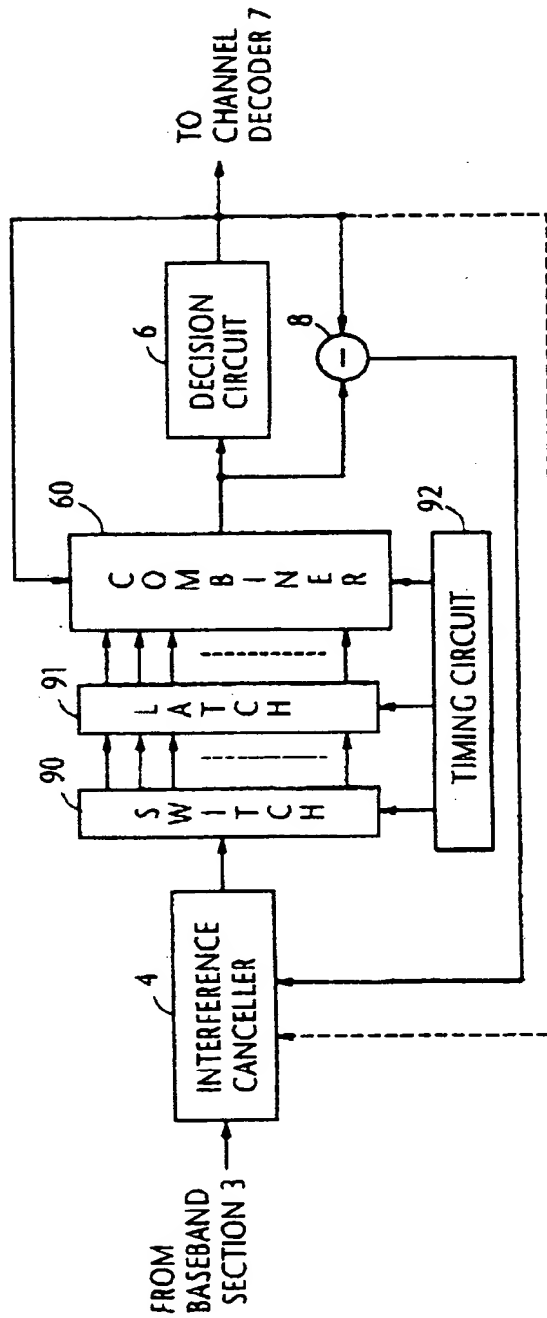 FROM
BASEBAND
SECTION 3
4
INTERFERENCE
CANCELLER
90
SWITCH
91
LATCH
60
COMBINER
92
TIMING CIRCUIT
6
DECISION
CIRCUIT
8
−
TO
CHANNEL
DECODER 7